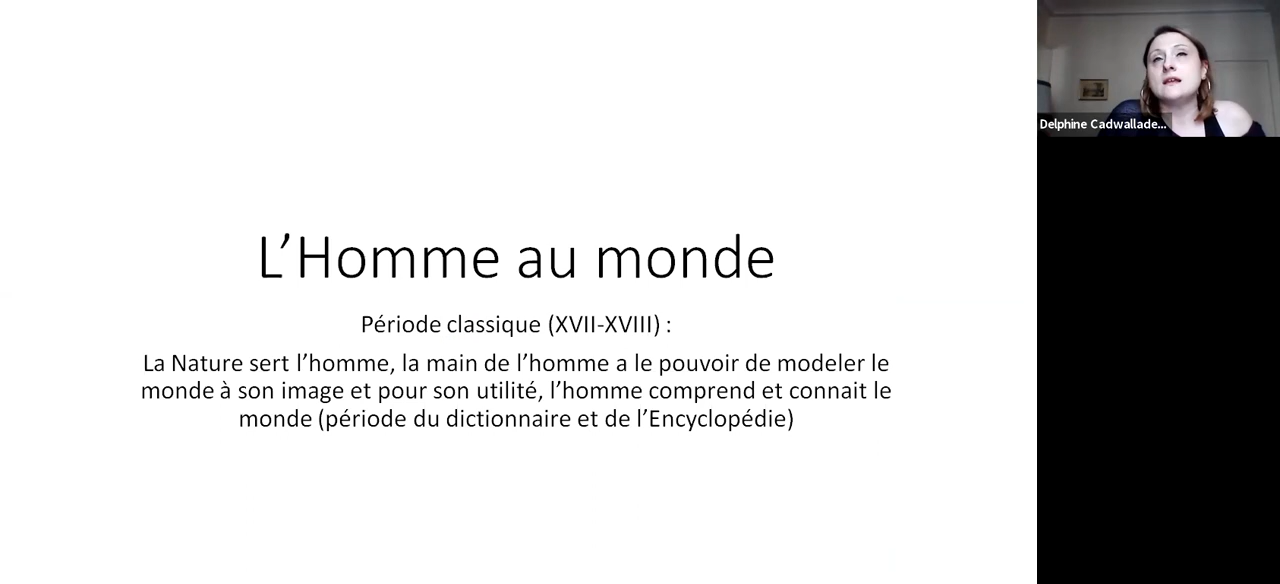 L’Homme au monde
Période classique (XVII-XVIII) :
La Nature sert l’homme, la main de l’homme a le pouvoir de modeler le
monde à son image et pour son utilité, l’homme comprend et connait le
monde (période du dictionnaire et de l’Encyclopédie)
Delphine Cadwallade...